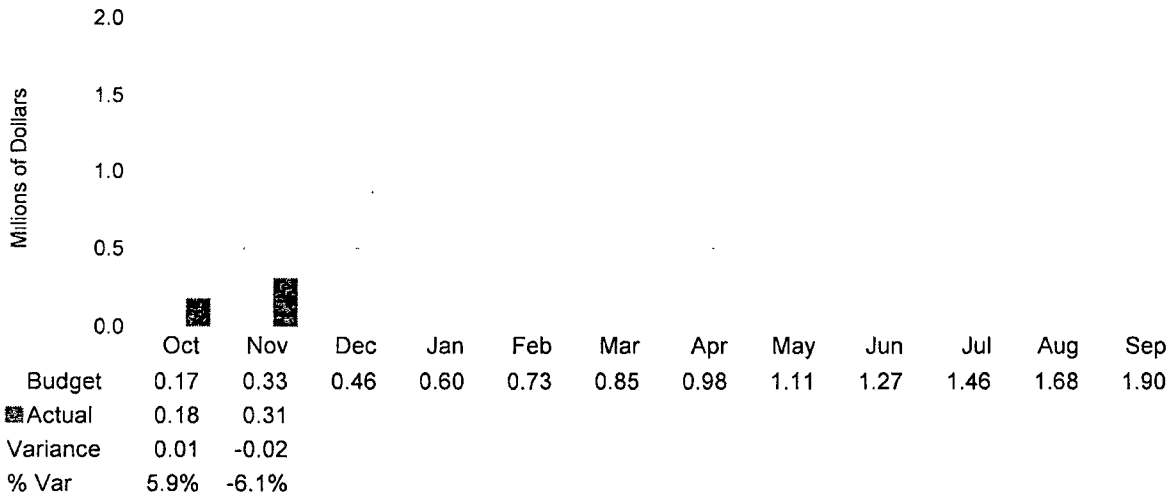 2.0
1.5
Millions of Dollars
1.0
0.5
0.0
Oct Nov Dec Jan Feb Mar Apr May Jun Jul Aug Sep
Budget 0.17 0.33 0.46 0.60 0.73 0.85 0.98 1.11 1.27 1.46 1.68 1.90
Actual 0.18 0.31
Variance 0.01 -0.02
% Var 5.9% -6.1%